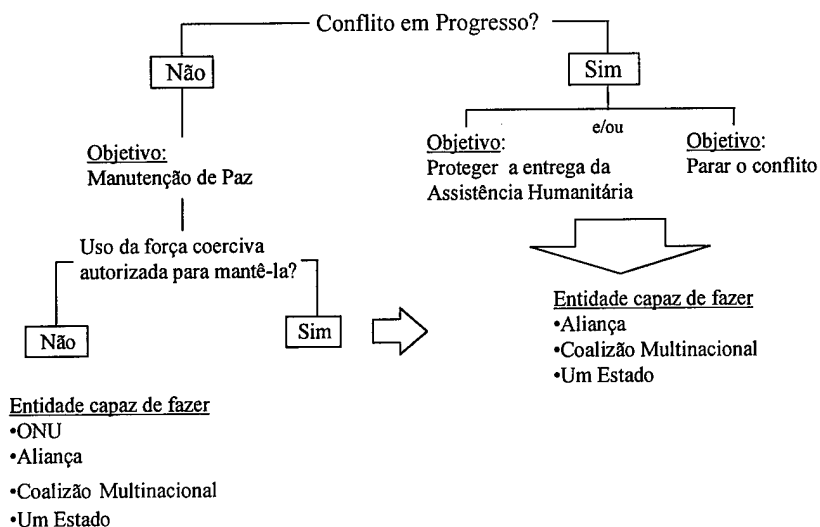 Conflito em Progresso?
Não
Sim
e/ou
Objetivo:
Manutenção de Paz
Objetivo:
Proteger a entrega da
Assistência Humanitária
Objetivo:
Parar o conflito
Uso da força coerciva
autorizada para mantê-la?
Não
Sim
Entidade capaz de fazer
•Aliança
•Coalizão Multinacional
•Um Estado
Entidade capaz de fazer
•ONU
•Aliança
•Coalizão Multinacional
•Um Estado